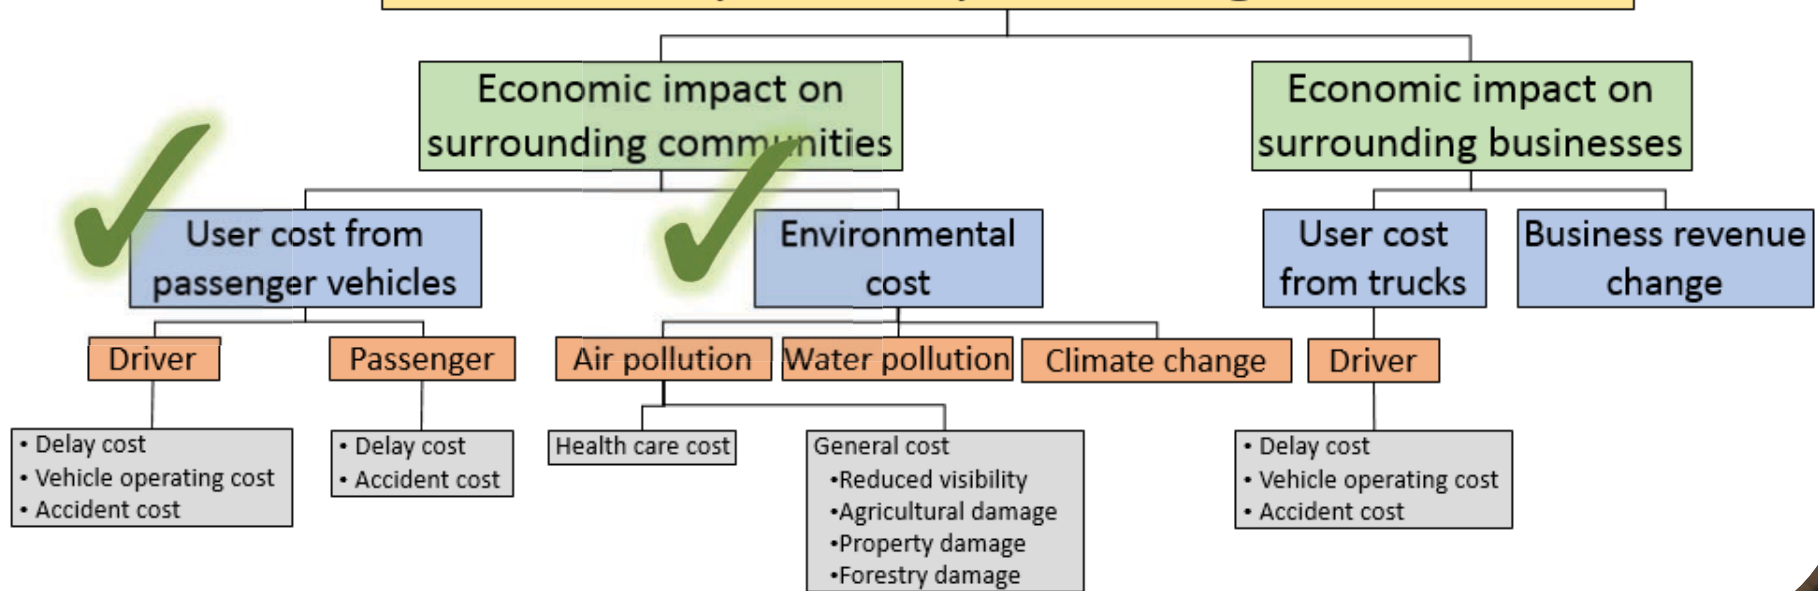 Economic impact on
surrounding communities
Economic impact on
surrounding businesses
User cost from
passenger vehicles
Environmental
cost
User cost
from trucks
Business revenue
change
Driver
Passenger
Air pollution
Water pollution
Climate change
Driver
• Delay cost
• Vehicle operating cost
• Accident cost
• Delay cost
• Accident cost
Health care cost
General cost
•Reduced visibility
•Agricultural damage
•Property damage
•Forestry damage
• Delay cost
• Vehicle operating cost
• Accident cost